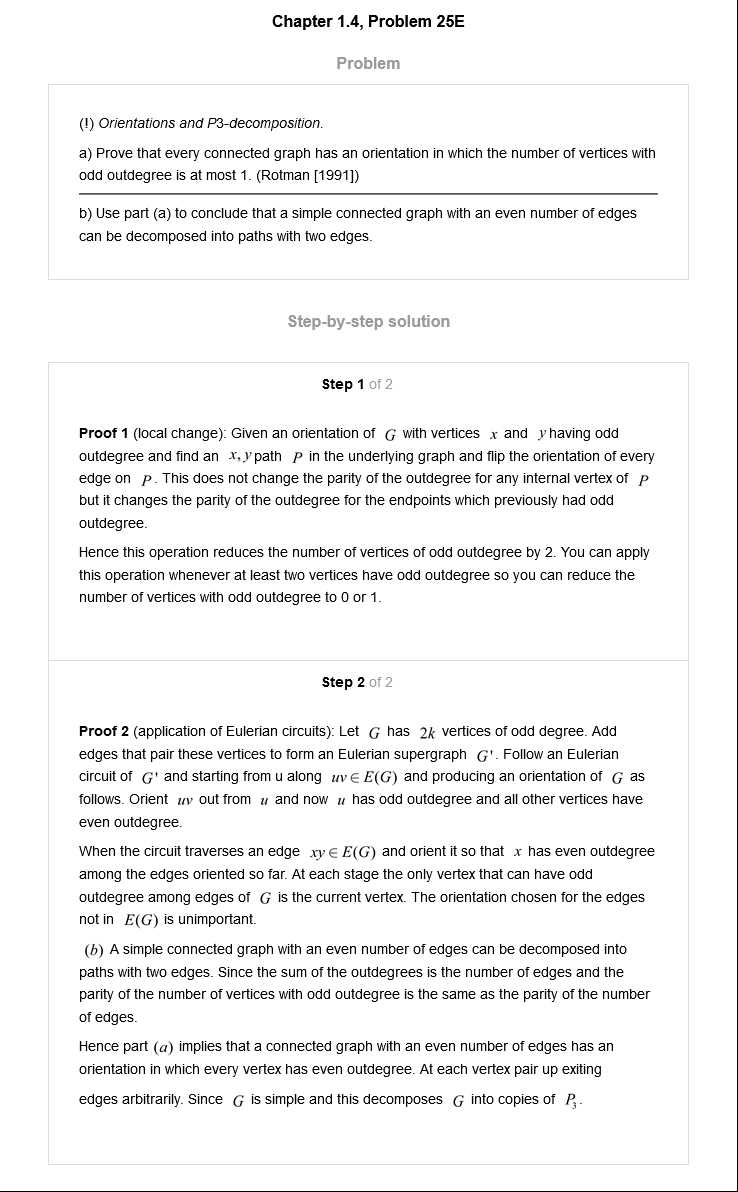 Chapter 1.4, Problem 25E
Problem
(!) Orientations and P3-decomposition.
a) Prove that every connected graph has an orientation in which the number of vertices with
odd outdegree is at most 1. (Rotman [1991])
b) Use part (a) to conclude that a simple connected graph with an even number of edges
can be decomposed into paths with two edges.
Step-by-step solution
Step 1 of 2
Proof 1 (local change): Given an orientation of G with vertices x and y having odd
outdegree and find an x, y path P in the underlying graph and flip the orientation of every
edge on P. This does not change the parity of the outdegree for any internal vertex of P
but it changes the parity of the outdegree for the endpoints which previously had odd
outdegree.
Hence this operation reduces the number of vertices of odd outdegree by 2. You can apply
this operation whenever at least two vertices have odd outdegree so you can reduce the
number of vertices with odd outdegree to 0 or 1.
Step 2 of 2
Proof 2 (application of Eulerian circuits): Let G has 2k vertices of odd degree. Add
edges that pair these vertices to form an Eulerian supergraph G'. Follow an Eulerian
circuit of G' and starting from u along uv ∈ E(G) and producing an orientation of G as
follows. Orient uv out from u and now u has odd outdegree and all other vertices have
even outdegree.
When the circuit traverses an edge xy ∈ E(G) and orient it so that x has even outdegree
among the edges oriented so far. At each stage the only vertex that can have odd
outdegree among edges of G is the current vertex. The orientation chosen for the edges
not in E(G) is unimportant.
(b) A simple connected graph with an even number of edges can be decomposed into
paths with two edges. Since the sum of the outdegrees is the number of edges and the
parity of the number of vertices with odd outdegree is the same as the parity of the number
of edges.
Hence part (a) implies that a connected graph with an even number of edges has an
orientation in which every vertex has even outdegree. At each vertex pair up exiting
edges arbitrarily. Since G is simple and this decomposes G into copies of P₃.